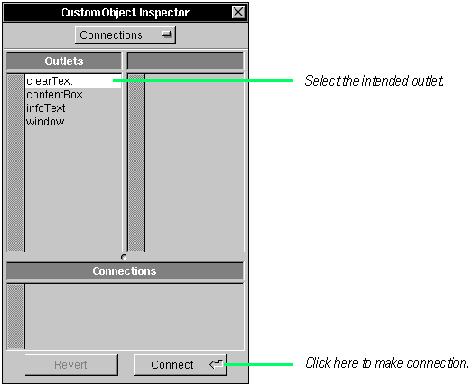 CustomObject Inspector
Connections
Outlets
clearText
contentBox
infoText
window
Select the intended outlet.
Connections
Revert
Connect
Click here to make connection.